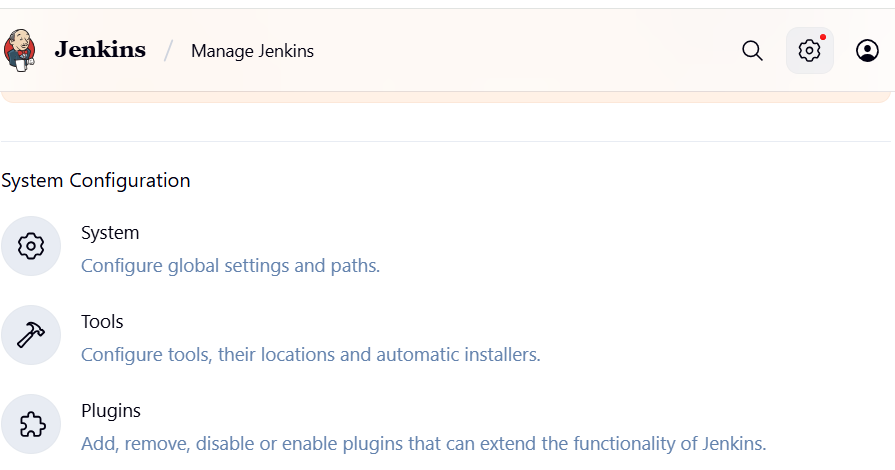 Jenkins / Manage Jenkins
System Configuration
System
Configure global settings and paths.
Tools
Configure tools, their locations and automatic installers.
Plugins
Add, remove, disable or enable plugins that can extend the functionality of Jenkins.